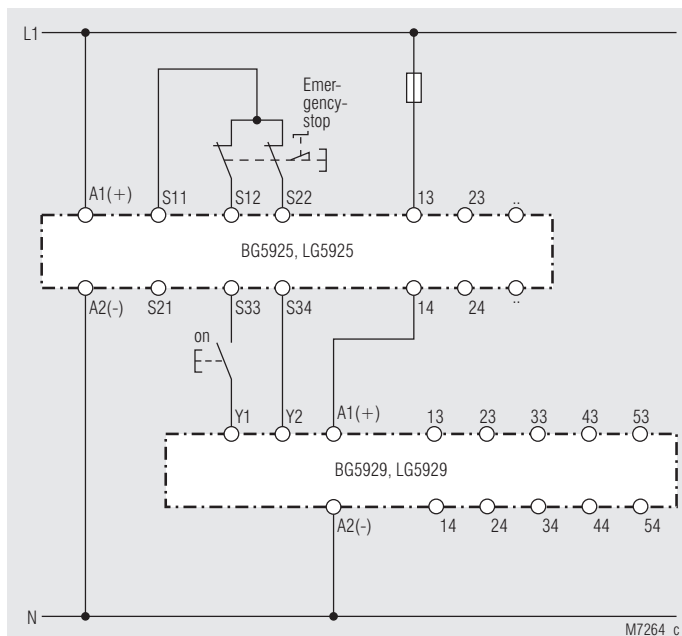 L1
Emer-
gency-
stop
A1(+) S11 S12 S22 13 23 ..
BG5925, LG5925
A2(-) S21 S33 S34 14 24 ..
on
Y1 Y2 A1(+) 13 23 33 43 53
BG5929, LG5929
A2(-) 14 24 34 44 54
N
M7264_c